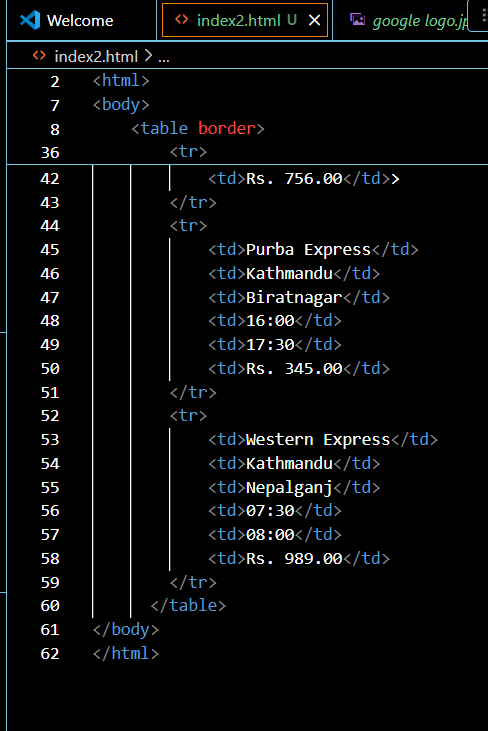 Welcome
index2.html U
google logo.jp
index2.html > ...
2 <html>
7 <body>
8 <table border>
36 <tr>
42 <td>Rs. 756.00</td>>
43 </tr>
44 <tr>
45 <td>Purba Express</td>
46 <td>Kathmandu</td>
47 <td>Biratnagar</td>
48 <td>16:00</td>
49 <td>17:30</td>
50 <td>Rs. 345.00</td>
51 </tr>
52 <tr>
53 <td>Western Express</td>
54 <td>Kathmandu</td>
55 <td>Nepalganj</td>
56 <td>07:30</td>
57 <td>08:00</td>
58 <td>Rs. 989.00</td>
59 </tr>
60 </table>
61 </body>
62 </html>